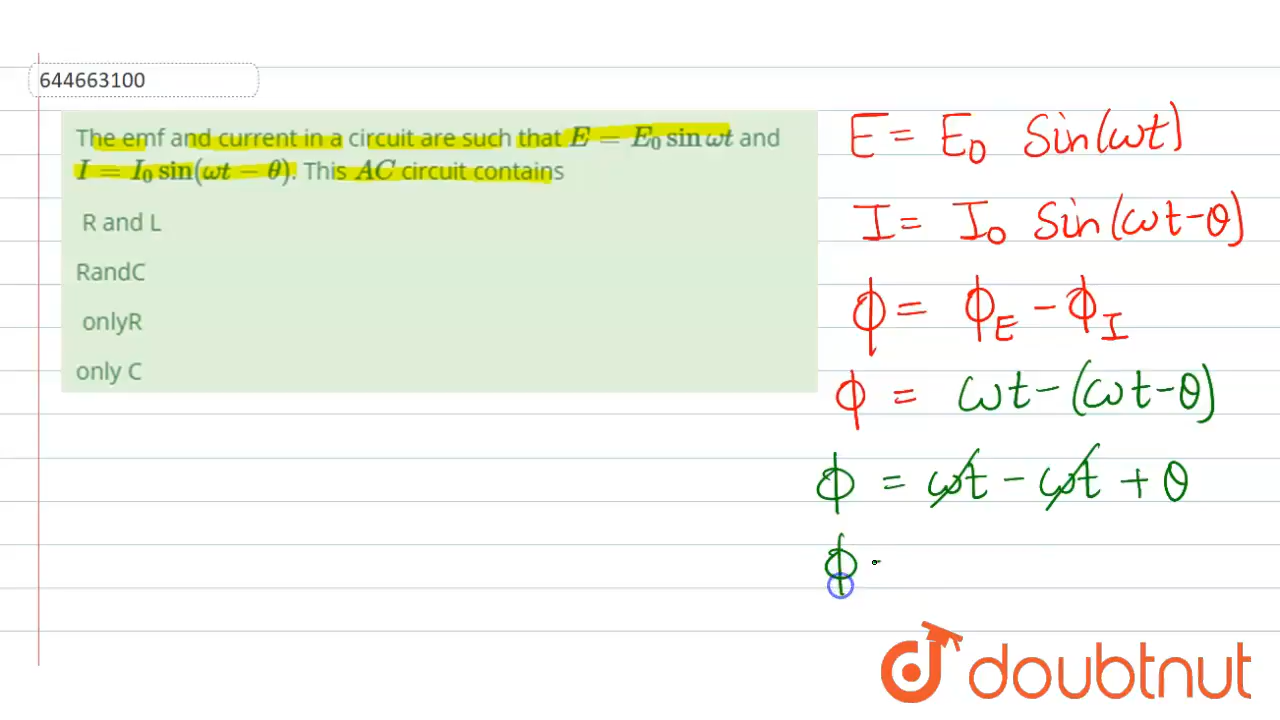 644663100
The emf and current in a circuit are such that E = E₀ sin ωt and
I = I₀ sin(ωt − θ). This AC circuit contains
R and L
RandC
onlyR
only C
E = E₀ Sin(ωt)
I = I₀ Sin(ωt-θ)
ϕ = ϕ_E - ϕ_I
ϕ = ωt-(ωt-θ)
ϕ = ωt - ωt + θ
ϕ
doubtnut